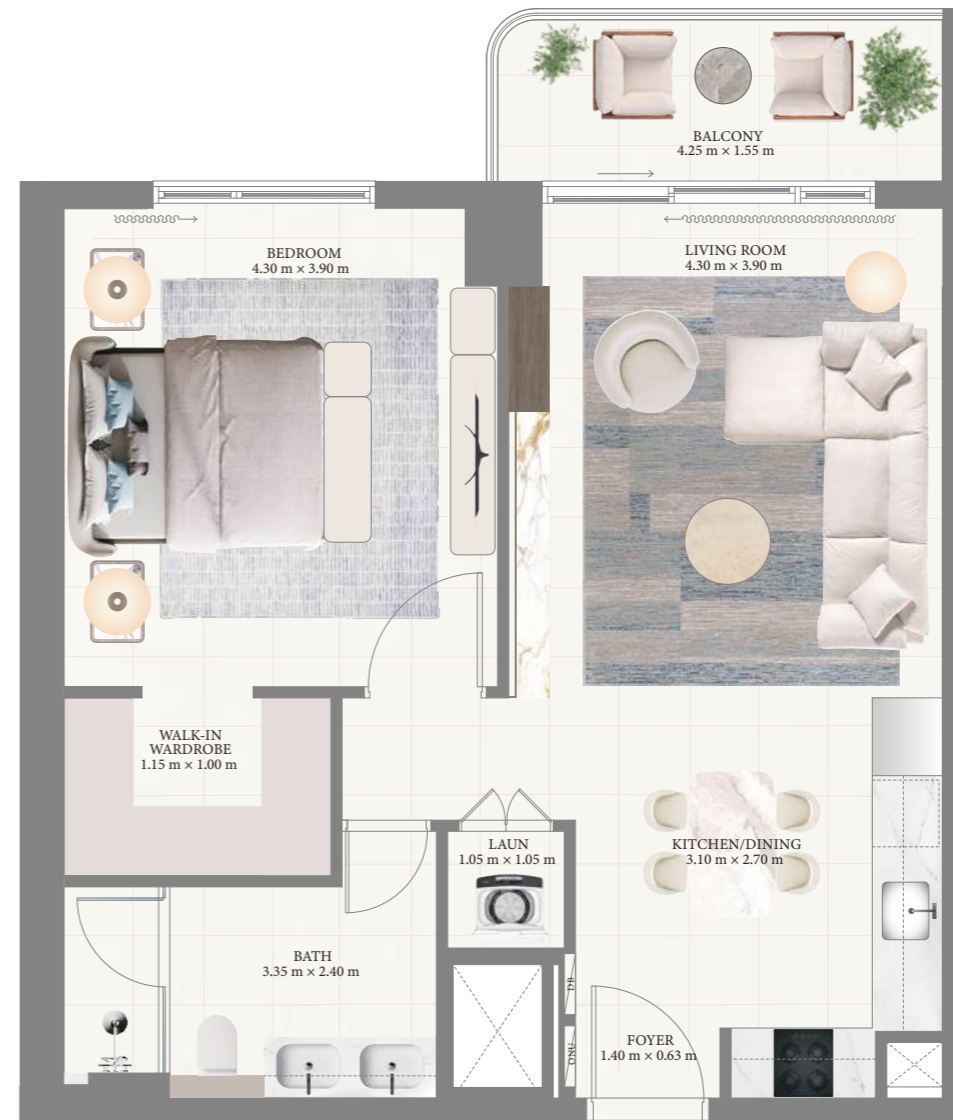 BALCONY
4.25 m × 1.55 m
BEDROOM
4.30 m × 3.90 m
LIVING ROOM
4.30 m × 3.90 m
WALK-IN
WARDROBE
1.15 m × 1.00 m
LAUN
1.05 m × 1.05 m
KITCHEN/DINING
3.10 m × 2.70 m
BATH
3.35 m × 2.40 m
DB
ONU
FOYER
1.40 m × 0.63 m